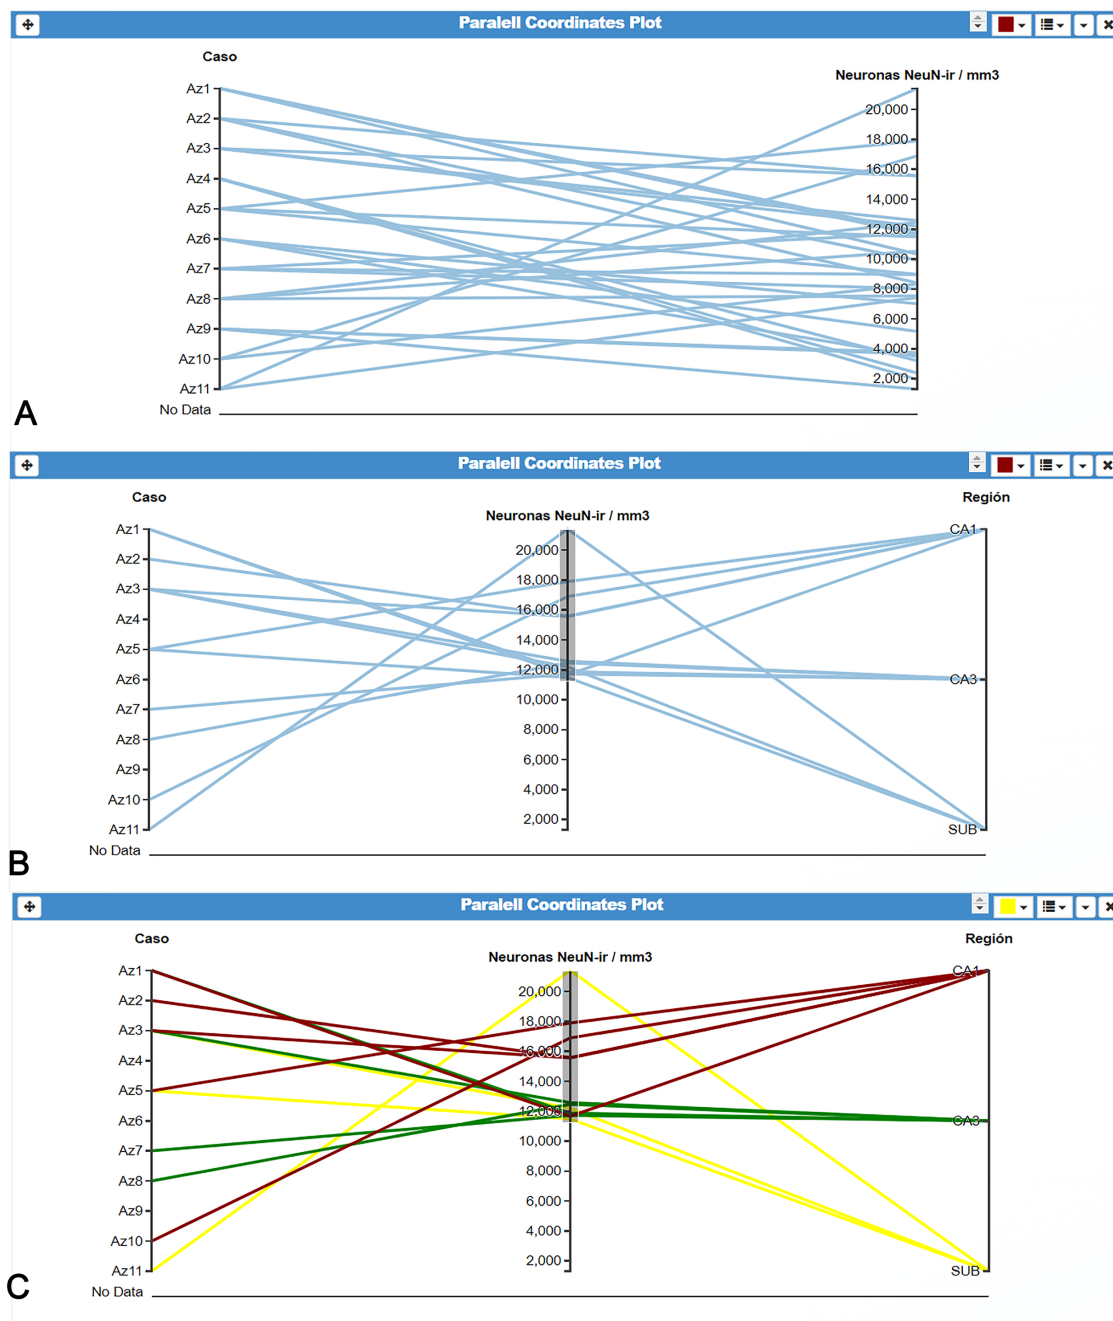 Paralell Coordinates Plot
Caso
Neuronas NeuN-ir / mm3
Az1
Az2
Az3
Az4
Az5
Az6
Az7
Az8
Az9
Az10
Az11
No Data
20,000
18,000
16,000
14,000
12,000
10,000
8,000
6,000
4,000
2,000
A
Paralell Coordinates Plot
Caso
Neuronas NeuN-ir / mm3
Región
Az1
Az2
Az3
Az4
Az5
Az6
Az7
Az8
Az9
Az10
Az11
No Data
20,000
18,000
16,000
14,000
12,000
10,000
8,000
6,000
4,000
2,000
CA1
CA3
SUB
B
Paralell Coordinates Plot
Caso
Neuronas NeuN-ir / mm3
Región
Az1
Az2
Az3
Az4
Az5
Az6
Az7
Az8
Az9
Az10
Az11
No Data
20,000
18,000
16,000
14,000
12,000
10,000
8,000
6,000
4,000
2,000
CA1
CA3
SUB
C